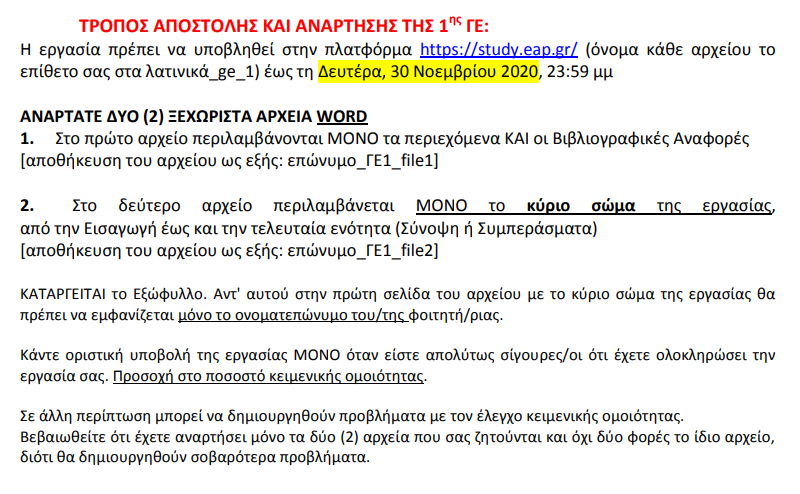 ΤΡΟΠΟΣ ΑΠΟΣΤΟΛΗΣ ΚΑΙ ΑΝΑΡΤΗΣΗΣ ΤΗΣ 1ης ΓΕ:
Η εργασία πρέπει να υποβληθεί στην πλατφόρμα https://study.eap.gr/ (όνομα κάθε αρχείου το
επίθετο σας στα λατινικά_ge_1) έως τη Δευτέρα, 30 Νοεμβρίου 2020, 23:59 μμ
ΑΝΑΡΤΑΤΕ ΔΥΟ (2) ΞΕΧΩΡΙΣΤΑ ΑΡΧΕΙΑ WORD
1. Στο πρώτο αρχείο περιλαμβάνονται ΜΟΝΟ τα περιεχόμενα ΚΑΙ οι Βιβλιογραφικές Αναφορές
[αποθήκευση του αρχείου ως εξής: επώνυμο_ΓΕ1_file1]
2. Στο δεύτερο αρχείο περιλαμβάνεται ΜΟΝΟ το κύριο σώμα της εργασίας,
από την Εισαγωγή έως και την τελευταία ενότητα (Σύνοψη ή Συμπεράσματα)
[αποθήκευση του αρχείου ως εξής: επώνυμο_ΓΕ1_file2]
ΚΑΤΑΡΓΕΙΤΑΙ το Εξώφυλλο. Αντ' αυτού στην πρώτη σελίδα του αρχείου με το κύριο σώμα της εργασίας θα
πρέπει να εμφανίζεται μόνο το ονοματεπώνυμο του/της φοιτητή/ριας.
Κάντε οριστική υποβολή της εργασίας ΜΟΝΟ όταν είστε απολύτως σίγουρες/οι ότι έχετε ολοκληρώσει την
εργασία σας. Προσοχή στο ποσοστό κειμενικής ομοιότητας.
Σε άλλη περίπτωση μπορεί να δημιουργηθούν προβλήματα με τον έλεγχο κειμενικής ομοιότητας.
Βεβαιωθείτε ότι έχετε αναρτήσει μόνο τα δύο (2) αρχεία που σας ζητούνται και όχι δύο φορές το ίδιο αρχείο,
διότι θα δημιουργηθούν σοβαρότερα προβλήματα.